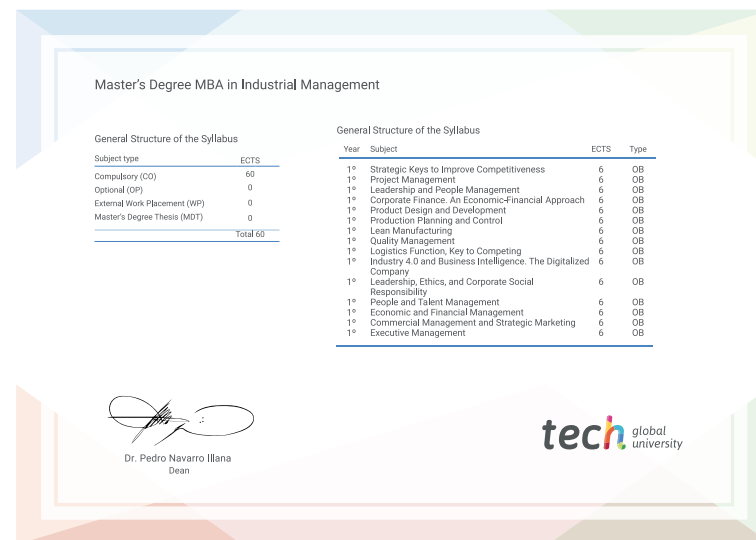 Master's Degree MBA in Industrial Management
General Structure of the Syllabus
Subject type ECTS
Compulsory (CO) 60
Optional (OP) 0
External Work Placement (WP) 0
Master's Degree Thesis (MDT) 0
Total 60
General Structure of the Syllabus
Year Subject ECTS Type
1º Strategic Keys to Improve Competitiveness 6 OB
1º Project Management 6 OB
1º Leadership and People Management 6 OB
1º Corporate Finance. An Economic-Financial Approach 6 OB
1º Product Design and Development 6 OB
1º Production Planning and Control 6 OB
1º Lean Manufacturing 6 OB
1º Quality Management 6 OB
1º Logistics Function, Key to Competing 6 OB
1º Industry 4.0 and Business Intelligence. The Digitalized 6 OB
Company
1º Leadership, Ethics, and Corporate Social 6 OB
Responsibility
1º People and Talent Management 6 OB
1º Economic and Financial Management 6 OB
1º Commercial Management and Strategic Marketing 6 OB
1º Executive Management 6 OB
Dr. Pedro Navarro Illana
Dean
tech global
university